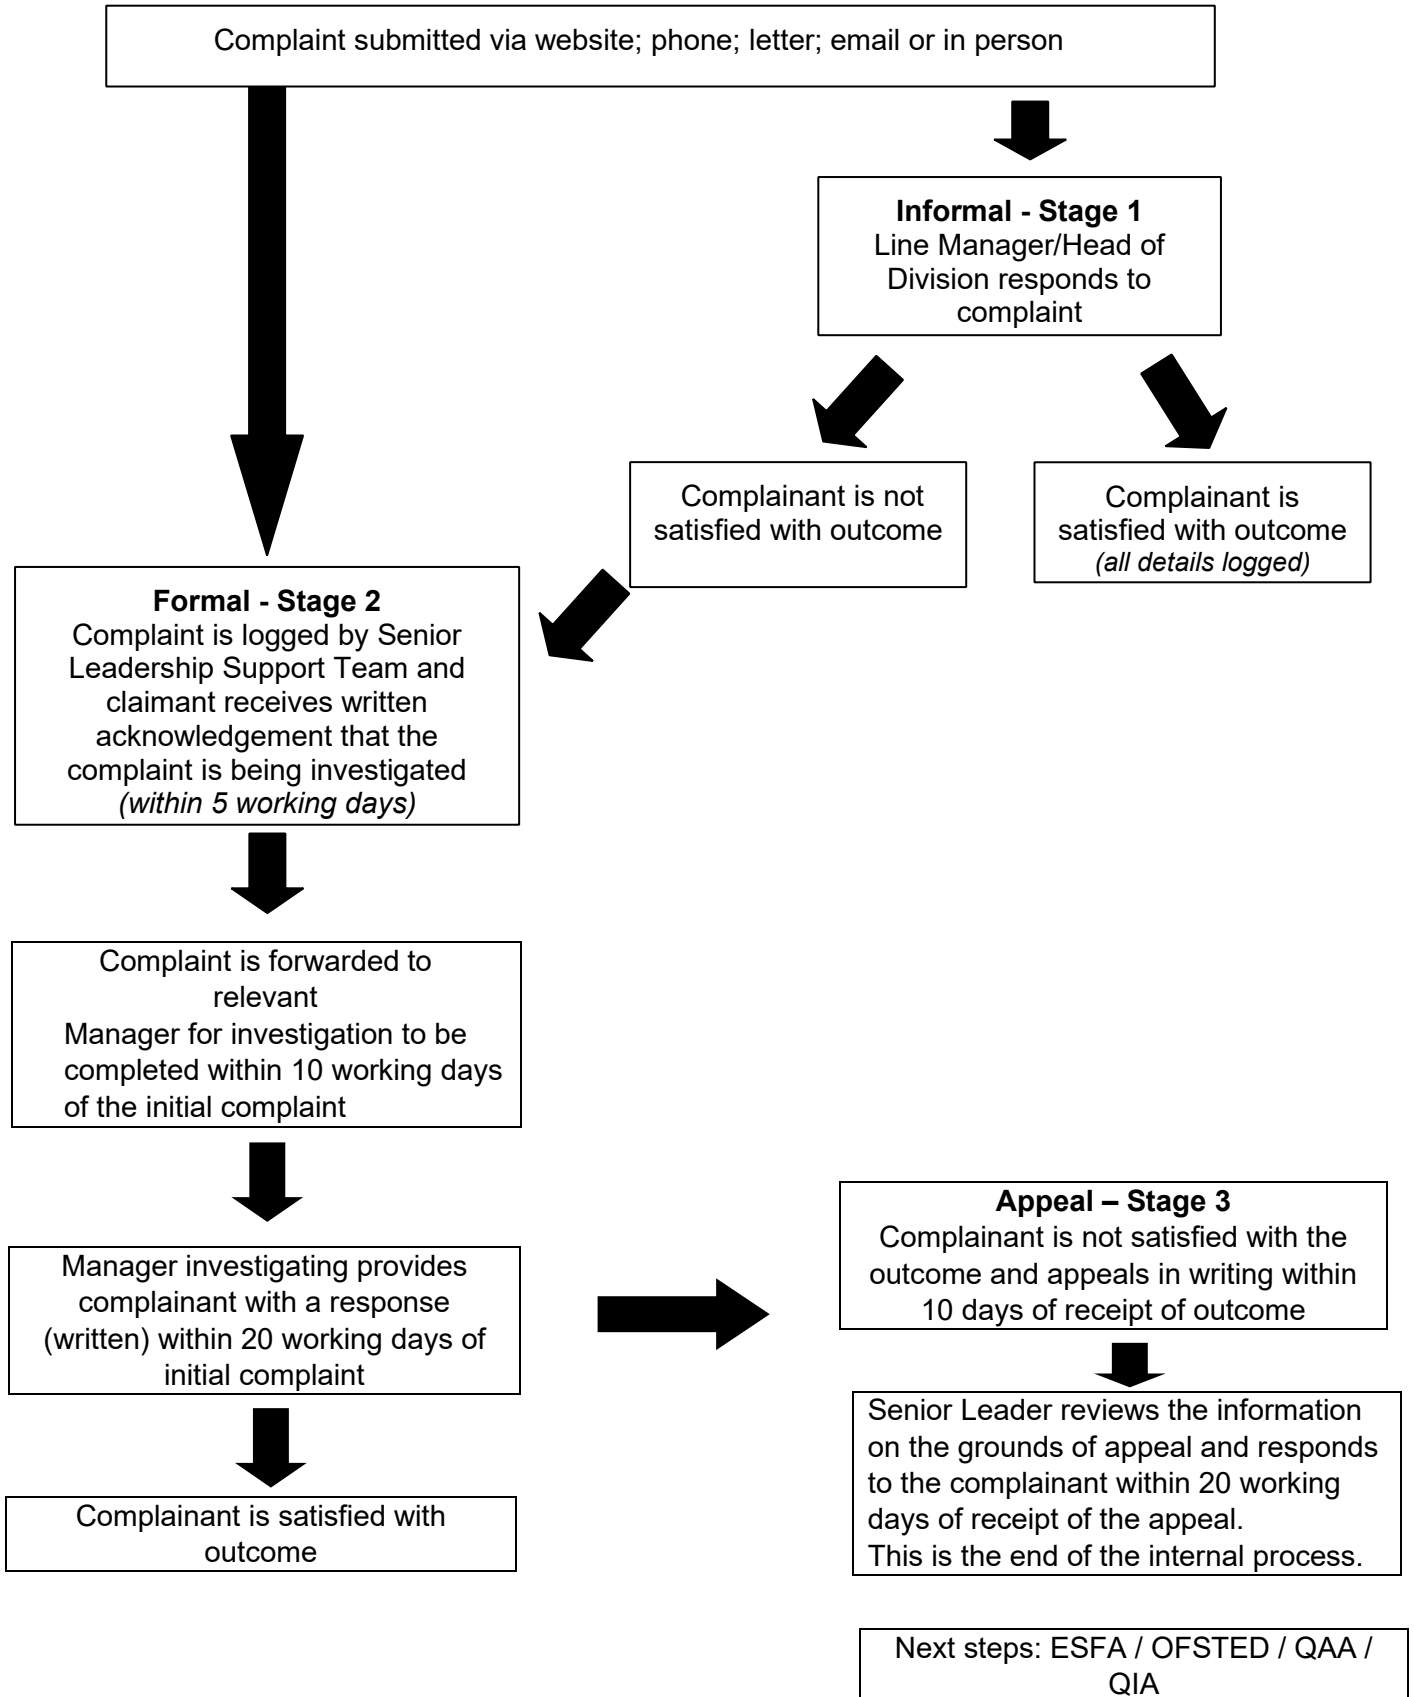 Complaint submitted via website; phone; letter; email or in person
Informal - Stage 1
Line Manager/Head of
Division responds to
complaint
Complainant is not
satisfied with outcome
Complainant is
satisfied with outcome
(all details logged)
Formal - Stage 2
Complaint is logged by Senior
Leadership Support Team and
claimant receives written
acknowledgement that the
complaint is being investigated
(within 5 working days)
Complaint is forwarded to
relevant
Manager for investigation to be
completed within 10 working days
of the initial complaint
Manager investigating provides
complainant with a response
(written) within 20 working days of
initial complaint
Complainant is satisfied with
outcome
Appeal – Stage 3
Complainant is not satisfied with the
outcome and appeals in writing within
10 days of receipt of outcome
Senior Leader reviews the information
on the grounds of appeal and responds
to the complainant within 20 working
days of receipt of the appeal.
This is the end of the internal process.
Next steps: ESFA / OFSTED / QAA /
QIA